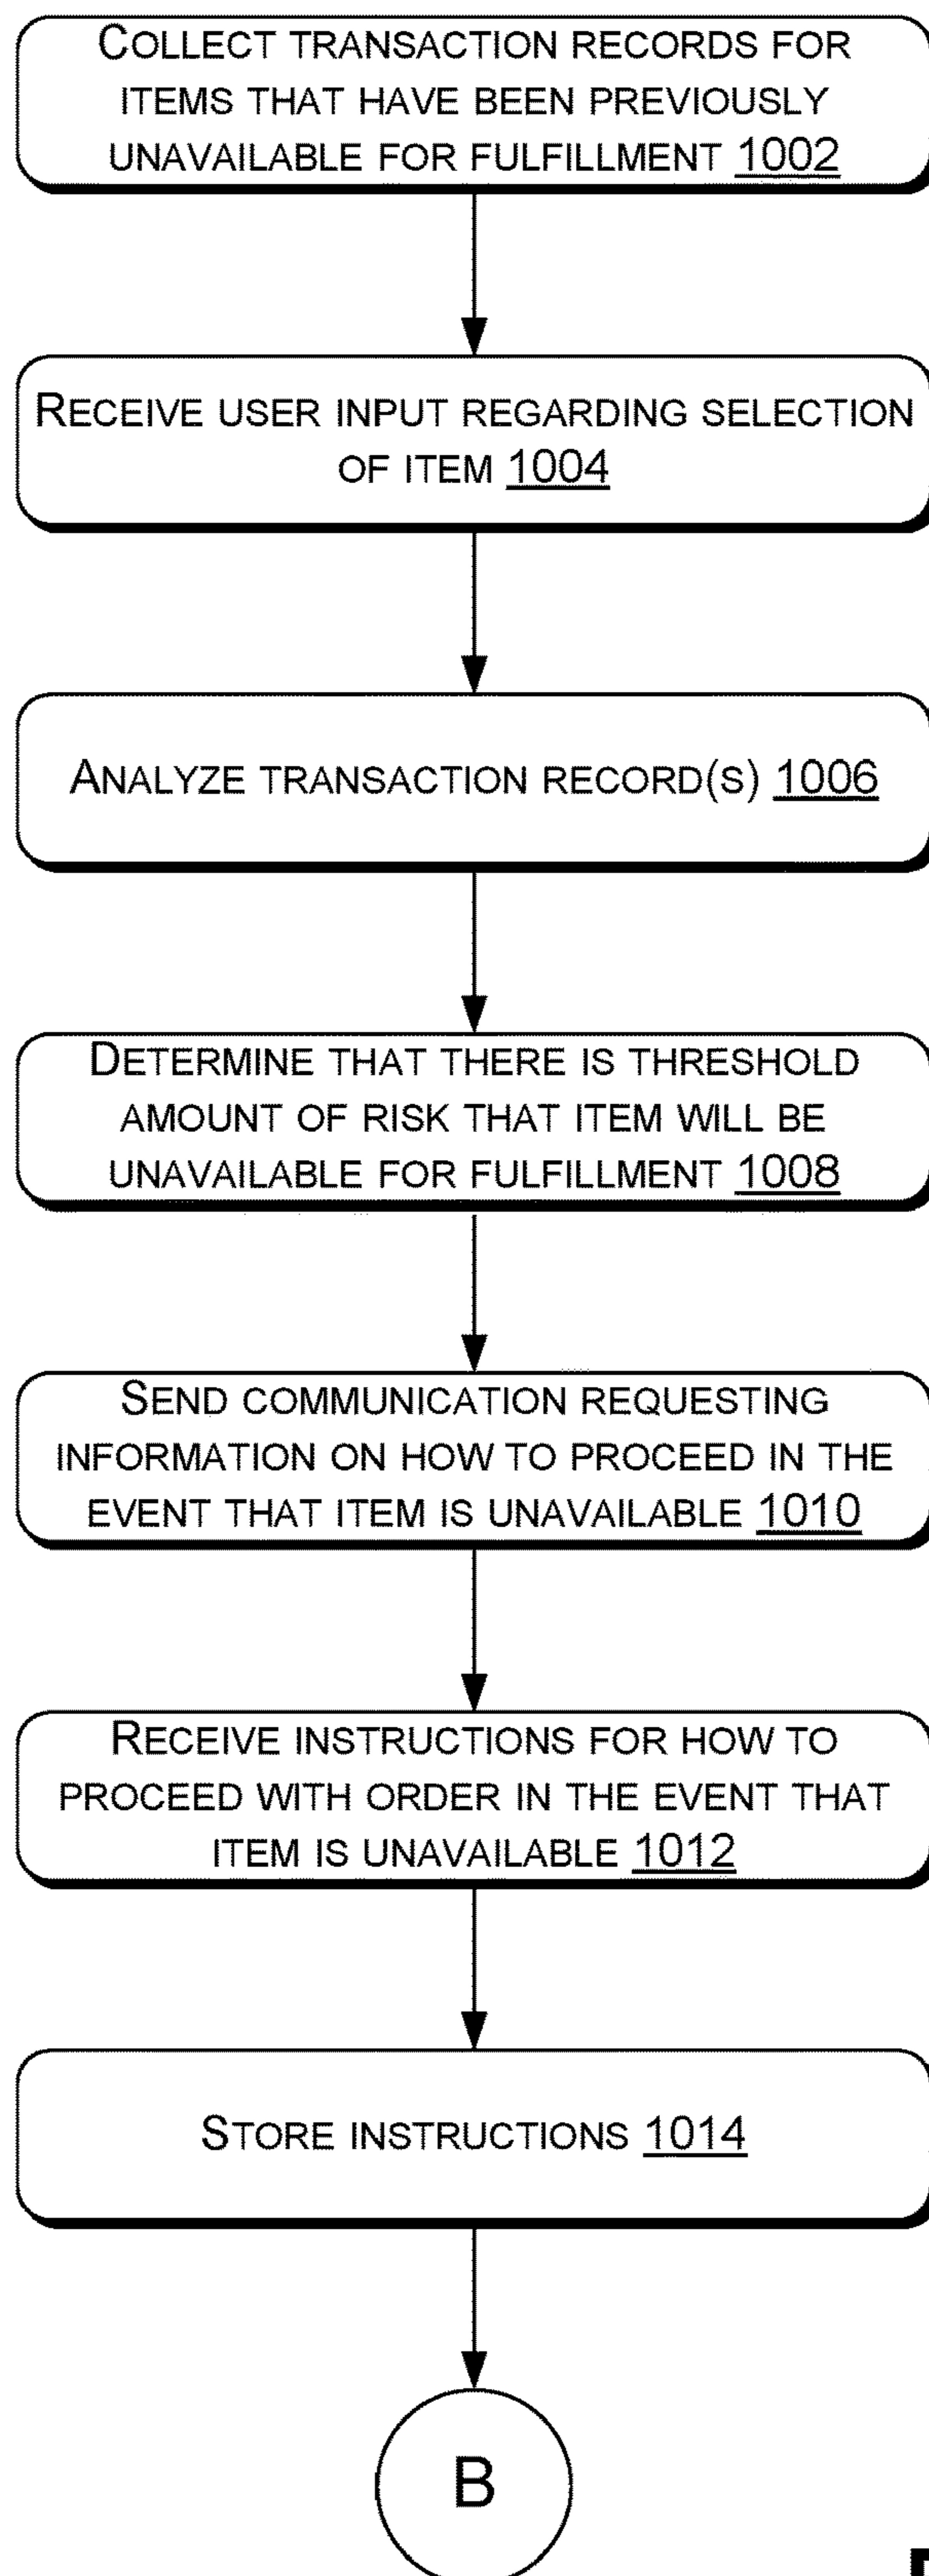 COLLECT TRANSACTION RECORDS FOR
ITEMS THAT HAVE BEEN PREVIOUSLY
UNAVAILABLE FOR FULFILLMENT 1002
RECEIVE USER INPUT REGARDING SELECTION
OF ITEM 1004
ANALYZE TRANSACTION RECORD(S) 1006
DETERMINE THAT THERE IS THRESHOLD
AMOUNT OF RISK THAT ITEM WILL BE
UNAVAILABLE FOR FULFILLMENT 1008
SEND COMMUNICATION REQUESTING
INFORMATION ON HOW TO PROCEED IN THE
EVENT THAT ITEM IS UNAVAILABLE 1010
RECEIVE INSTRUCTIONS FOR HOW TO
PROCEED WITH ORDER IN THE EVENT THAT
ITEM IS UNAVAILABLE 1012
STORE INSTRUCTIONS 1014
B